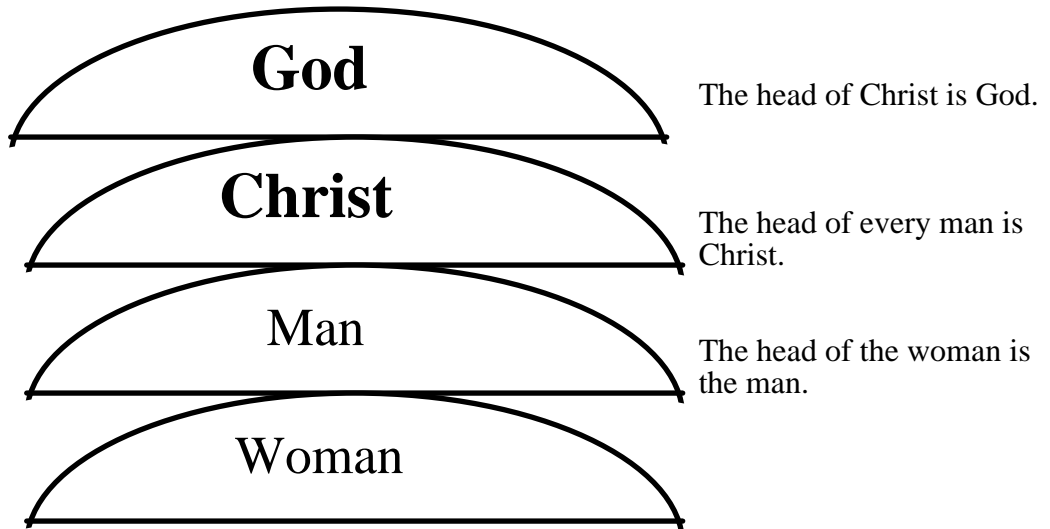 God
The head of Christ is God.
Christ
The head of every man is
Christ.
Man
The head of the woman is
the man.
Woman